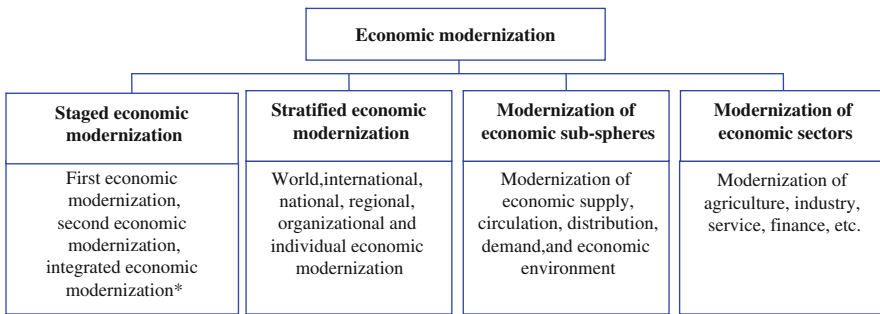 Economic modernization
Staged economic
modernization
Stratified economic
modernization
Modernization of
economic sub-spheres
Modernization of
economic sectors
First economic
modernization,
second economic
modernization,
integrated economic
modernization*
World,international,
national, regional,
organizational and
individual economic
modernization
Modernization of
economic supply,
circulation, distribution,
demand,and economic
environment
Modernization of
agriculture, industry,
service, finance, etc.